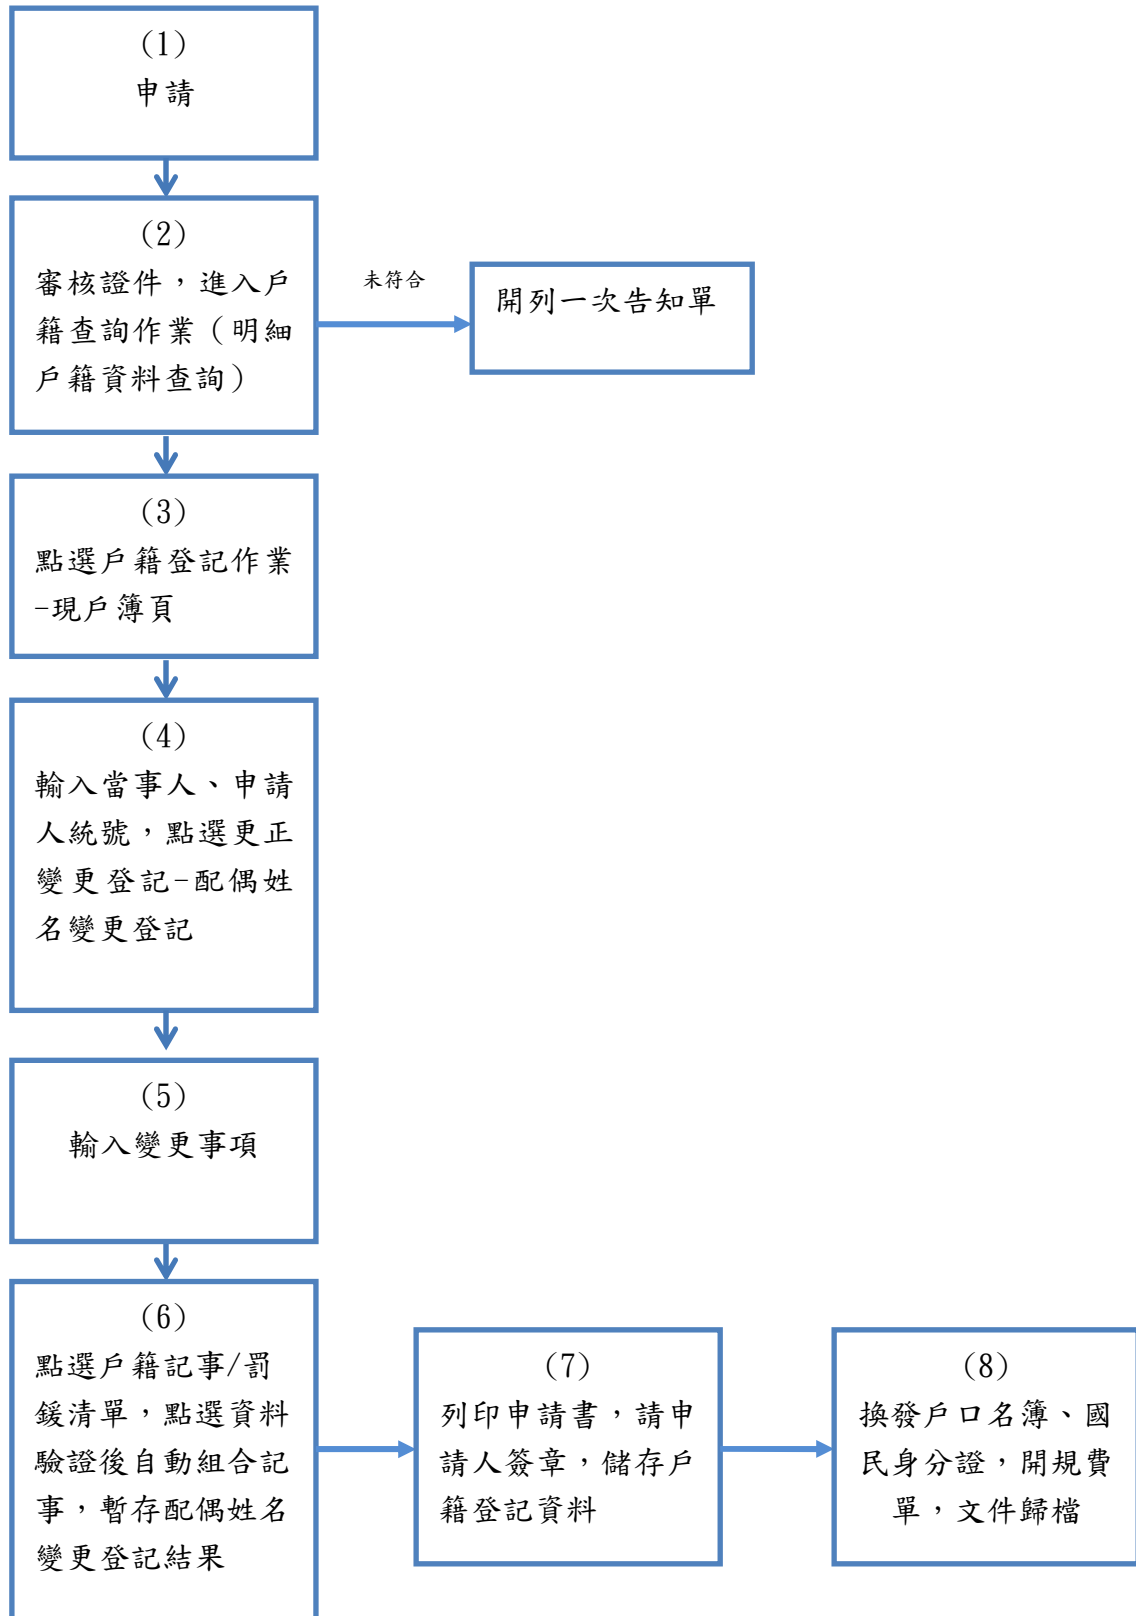 (1)
申請
(2)
審核證件，進入戶
籍查詢作業（明細
戶籍資料查詢）
未符合
開列一次告知單
(3)
點選戶籍登記作業
-現戶簿頁
(4)
輸入當事人、申請
人統號，點選更正
變更登記-配偶姓
名變更登記
(5)
輸入變更事項
(6)
點選戶籍記事/罰
鍰清單，點選資料
驗證後自動組合記
事，暫存配偶姓名
變更登記結果
(7)
列印申請書，請申
請人簽章，儲存戶
籍登記資料
(8)
換發戶口名簿、國
民身分證，開規費
單，文件歸檔